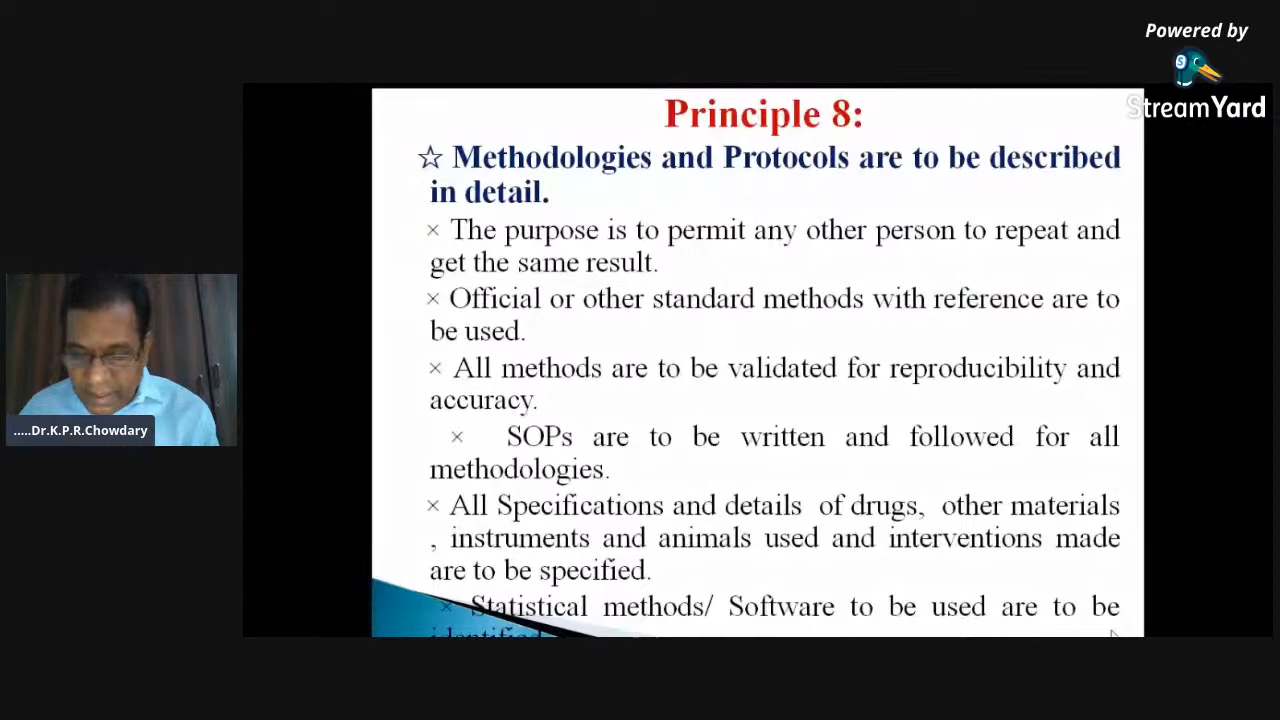 Powered by
StreamYard
Principle 8:
☆ Methodologies and Protocols are to be described
in detail.
× The purpose is to permit any other person to repeat and
get the same result.
× Official or other standard methods with reference are to
be used.
× All methods are to be validated for reproducibility and
accuracy.
× SOPs are to be written and followed for all
methodologies.
× All Specifications and details of drugs, other materials
, instruments and animals used and interventions made
are to be specified.
× Statistical methods/ Software to be used are to be
identified
.....Dr.K.P.R.Chowdary